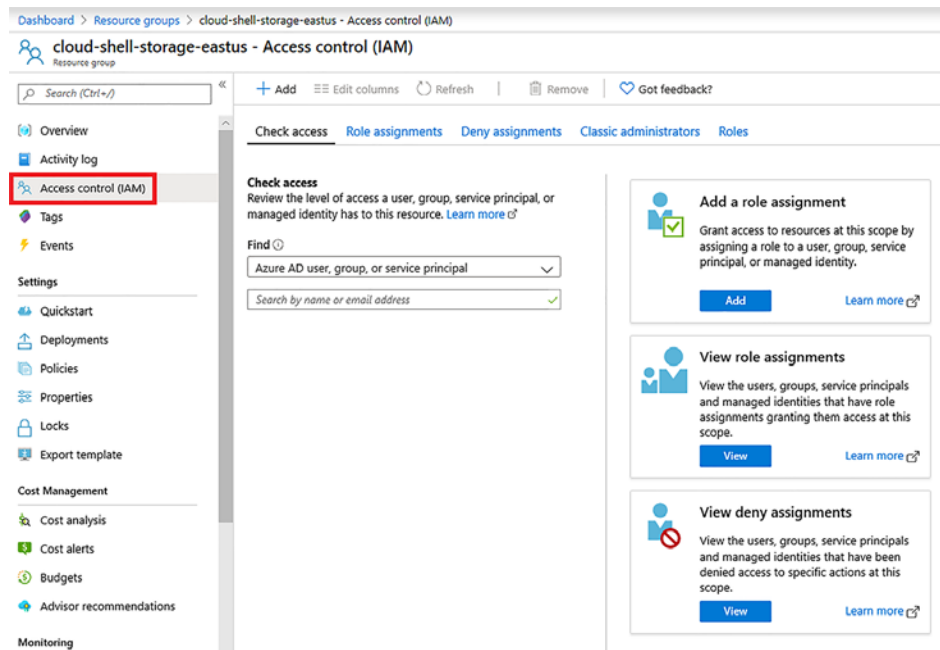 Dashboard > Resource groups > cloud-shell-storage-eastus - Access control (IAM)
cloud-shell-storage-eastus - Access control (IAM)
Resource group
Search (Ctrl+/)
«
Overview
Activity log
Access control (IAM)
Tags
Events
Settings
Quickstart
Deployments
Policies
Properties
Locks
Export template
Cost Management
Cost analysis
Cost alerts
Budgets
Advisor recommendations
Monitoring
+ Add Edit columns Refresh | Remove Got feedback?
Check access Role assignments Deny assignments Classic administrators Roles
Check access
Review the level of access a user, group, service principal, or
managed identity has to this resource. Learn more
Find
Azure AD user, group, or service principal
Search by name or email address
Add a role assignment
Grant access to resources at this scope by
assigning a role to a user, group, service
principal, or managed identity.
Add Learn more
View role assignments
View the users, groups, service principals
and managed identities that have role
assignments granting them access at this
scope.
View Learn more
View deny assignments
View the users, groups, service principals
and managed identities that have been
denied access to specific actions at this
scope.
View Learn more